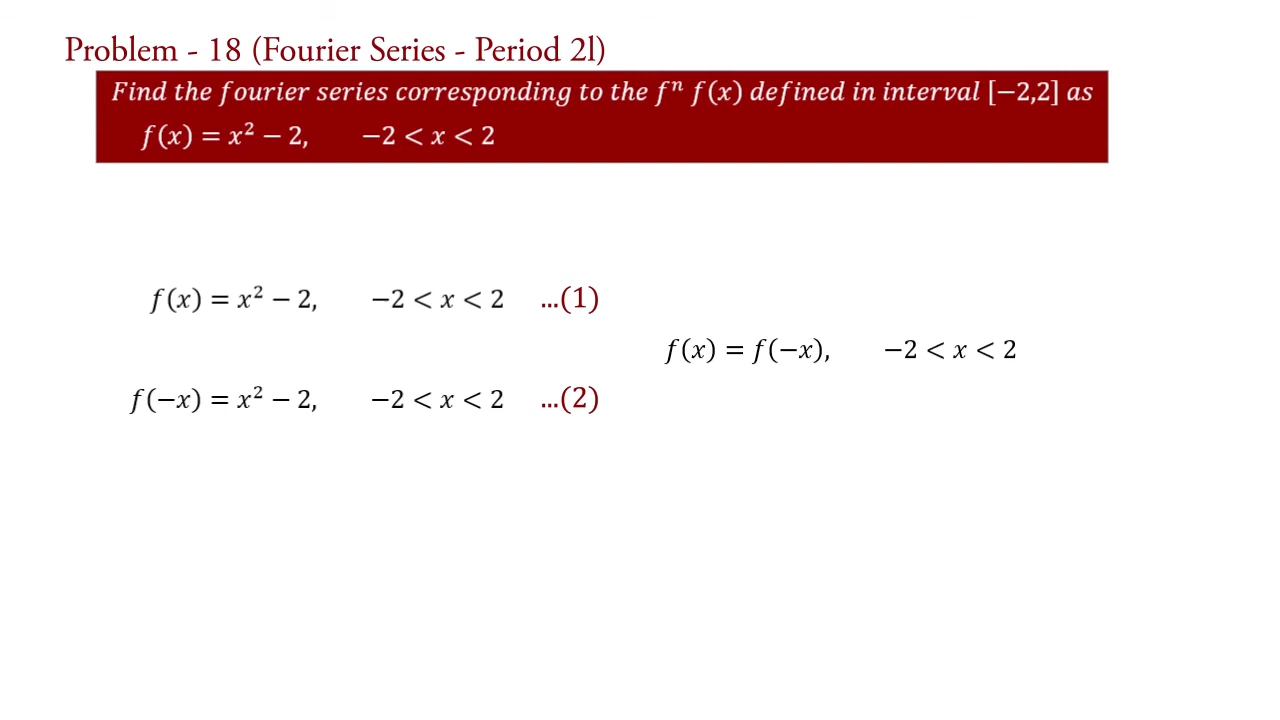 Problem - 18 (Fourier Series - Period 2l)
Find the fourier series corresponding to the fⁿ f(x) defined in interval [−2,2] as
f(x) = x² − 2, −2 < x < 2
f(x) = x² − 2, −2 < x < 2 ...(1)
f(x) = f(−x), −2 < x < 2
f(−x) = x² − 2, −2 < x < 2 ...(2)